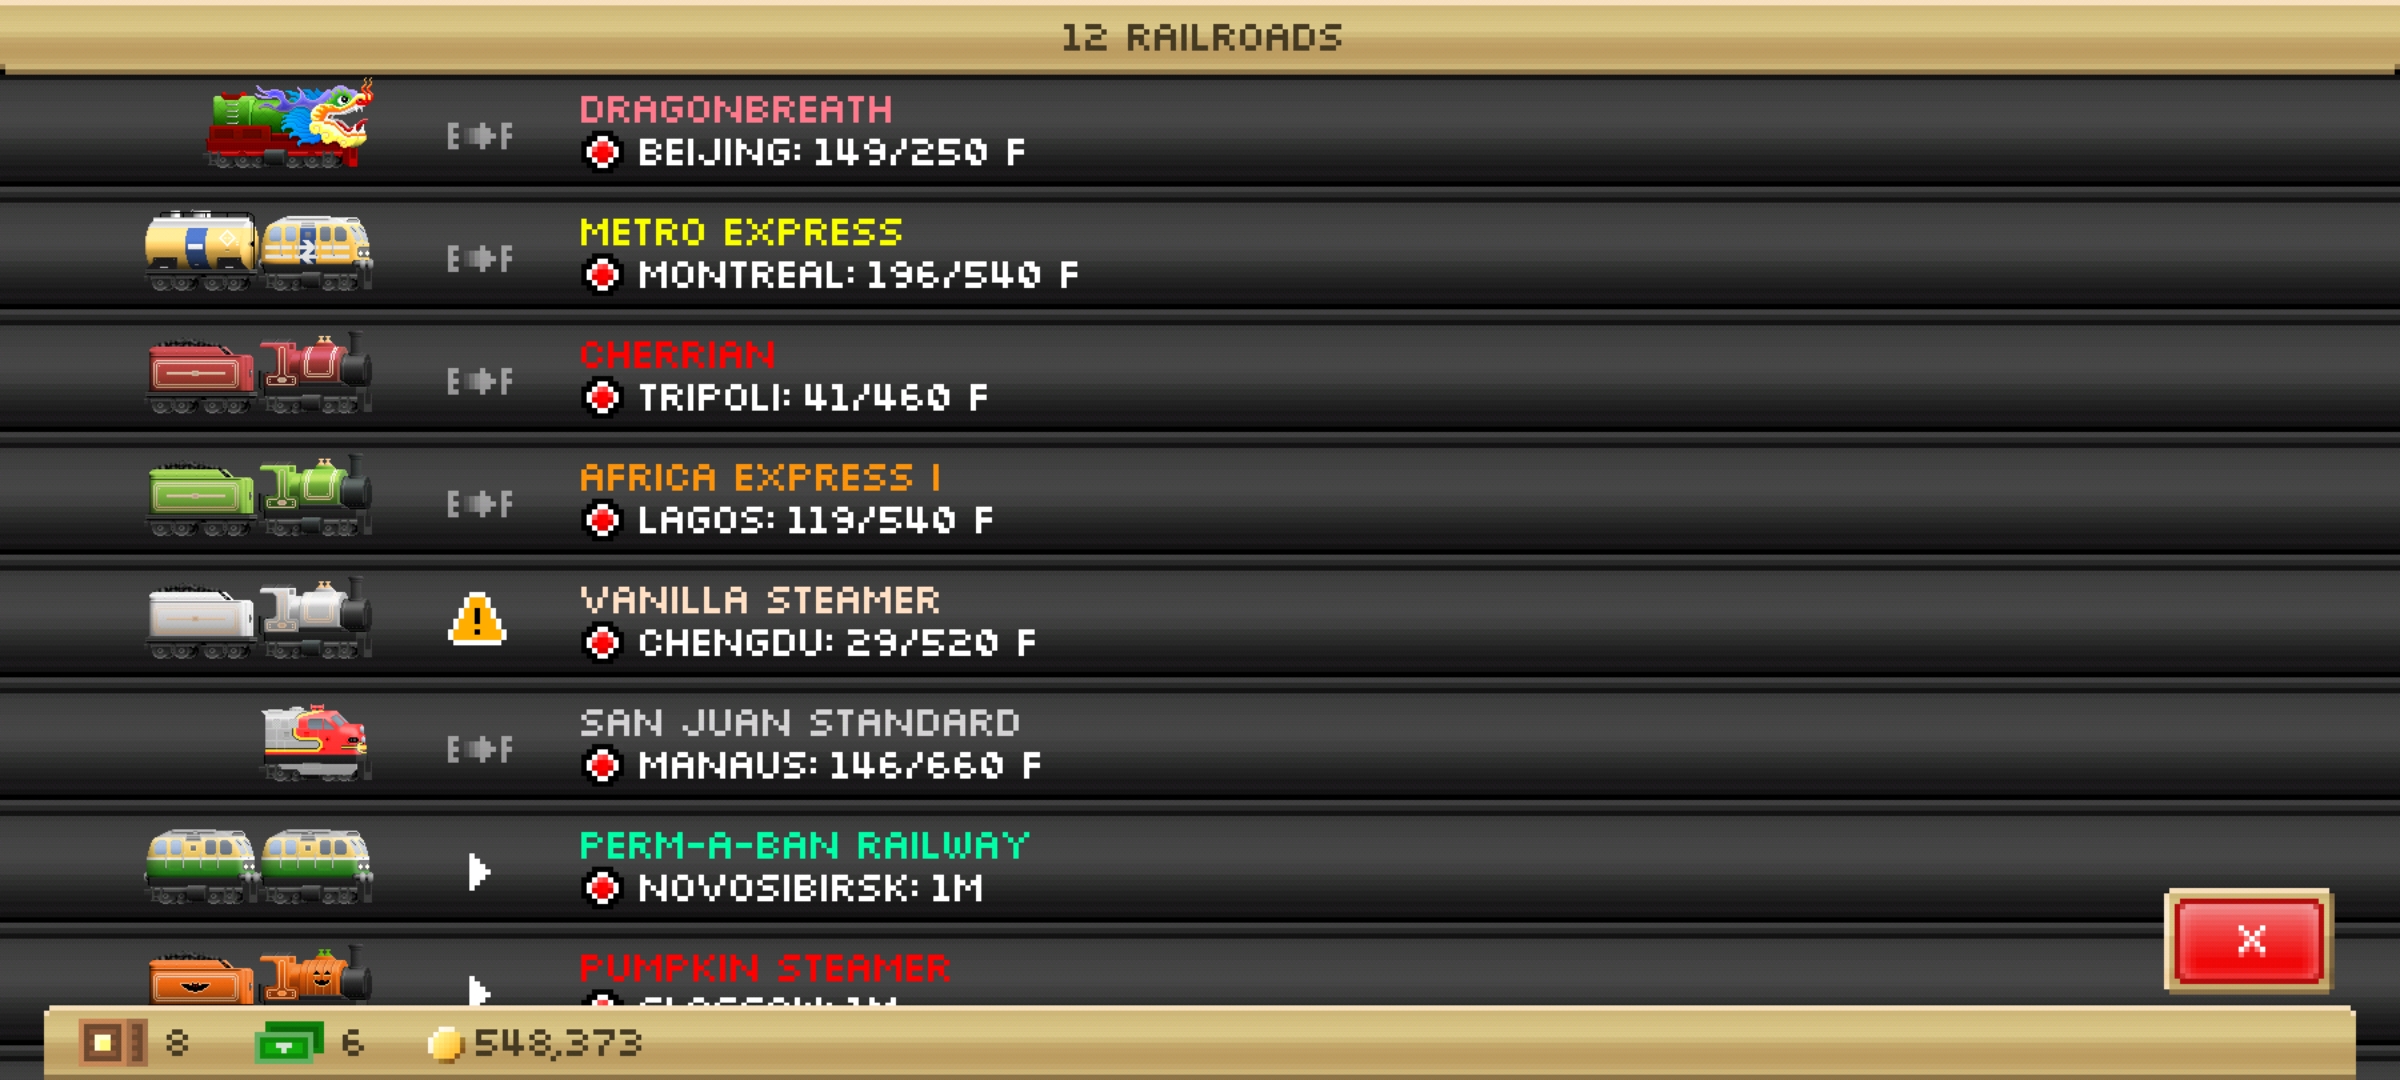 12 RAILROADS
E F
DRAGONBREATH
BEIJING: 149/250 F
E F
METRO EXPRESS
MONTREAL: 196/540 F
E F
CHERRIAN
TRIPOLI: 41/460 F
E F
AFRICA EXPRESS I
LAGOS: 119/540 F
!
VANILLA STEAMER
CHENGDU: 29/520 F
E F
SAN JUAN STANDARD
MANAUS: 146/660 F
PERM-A-BAN RAILWAY
NOVOSIBIRSK: 1M
X
PUMPKIN STEAMER
8 6 548,373